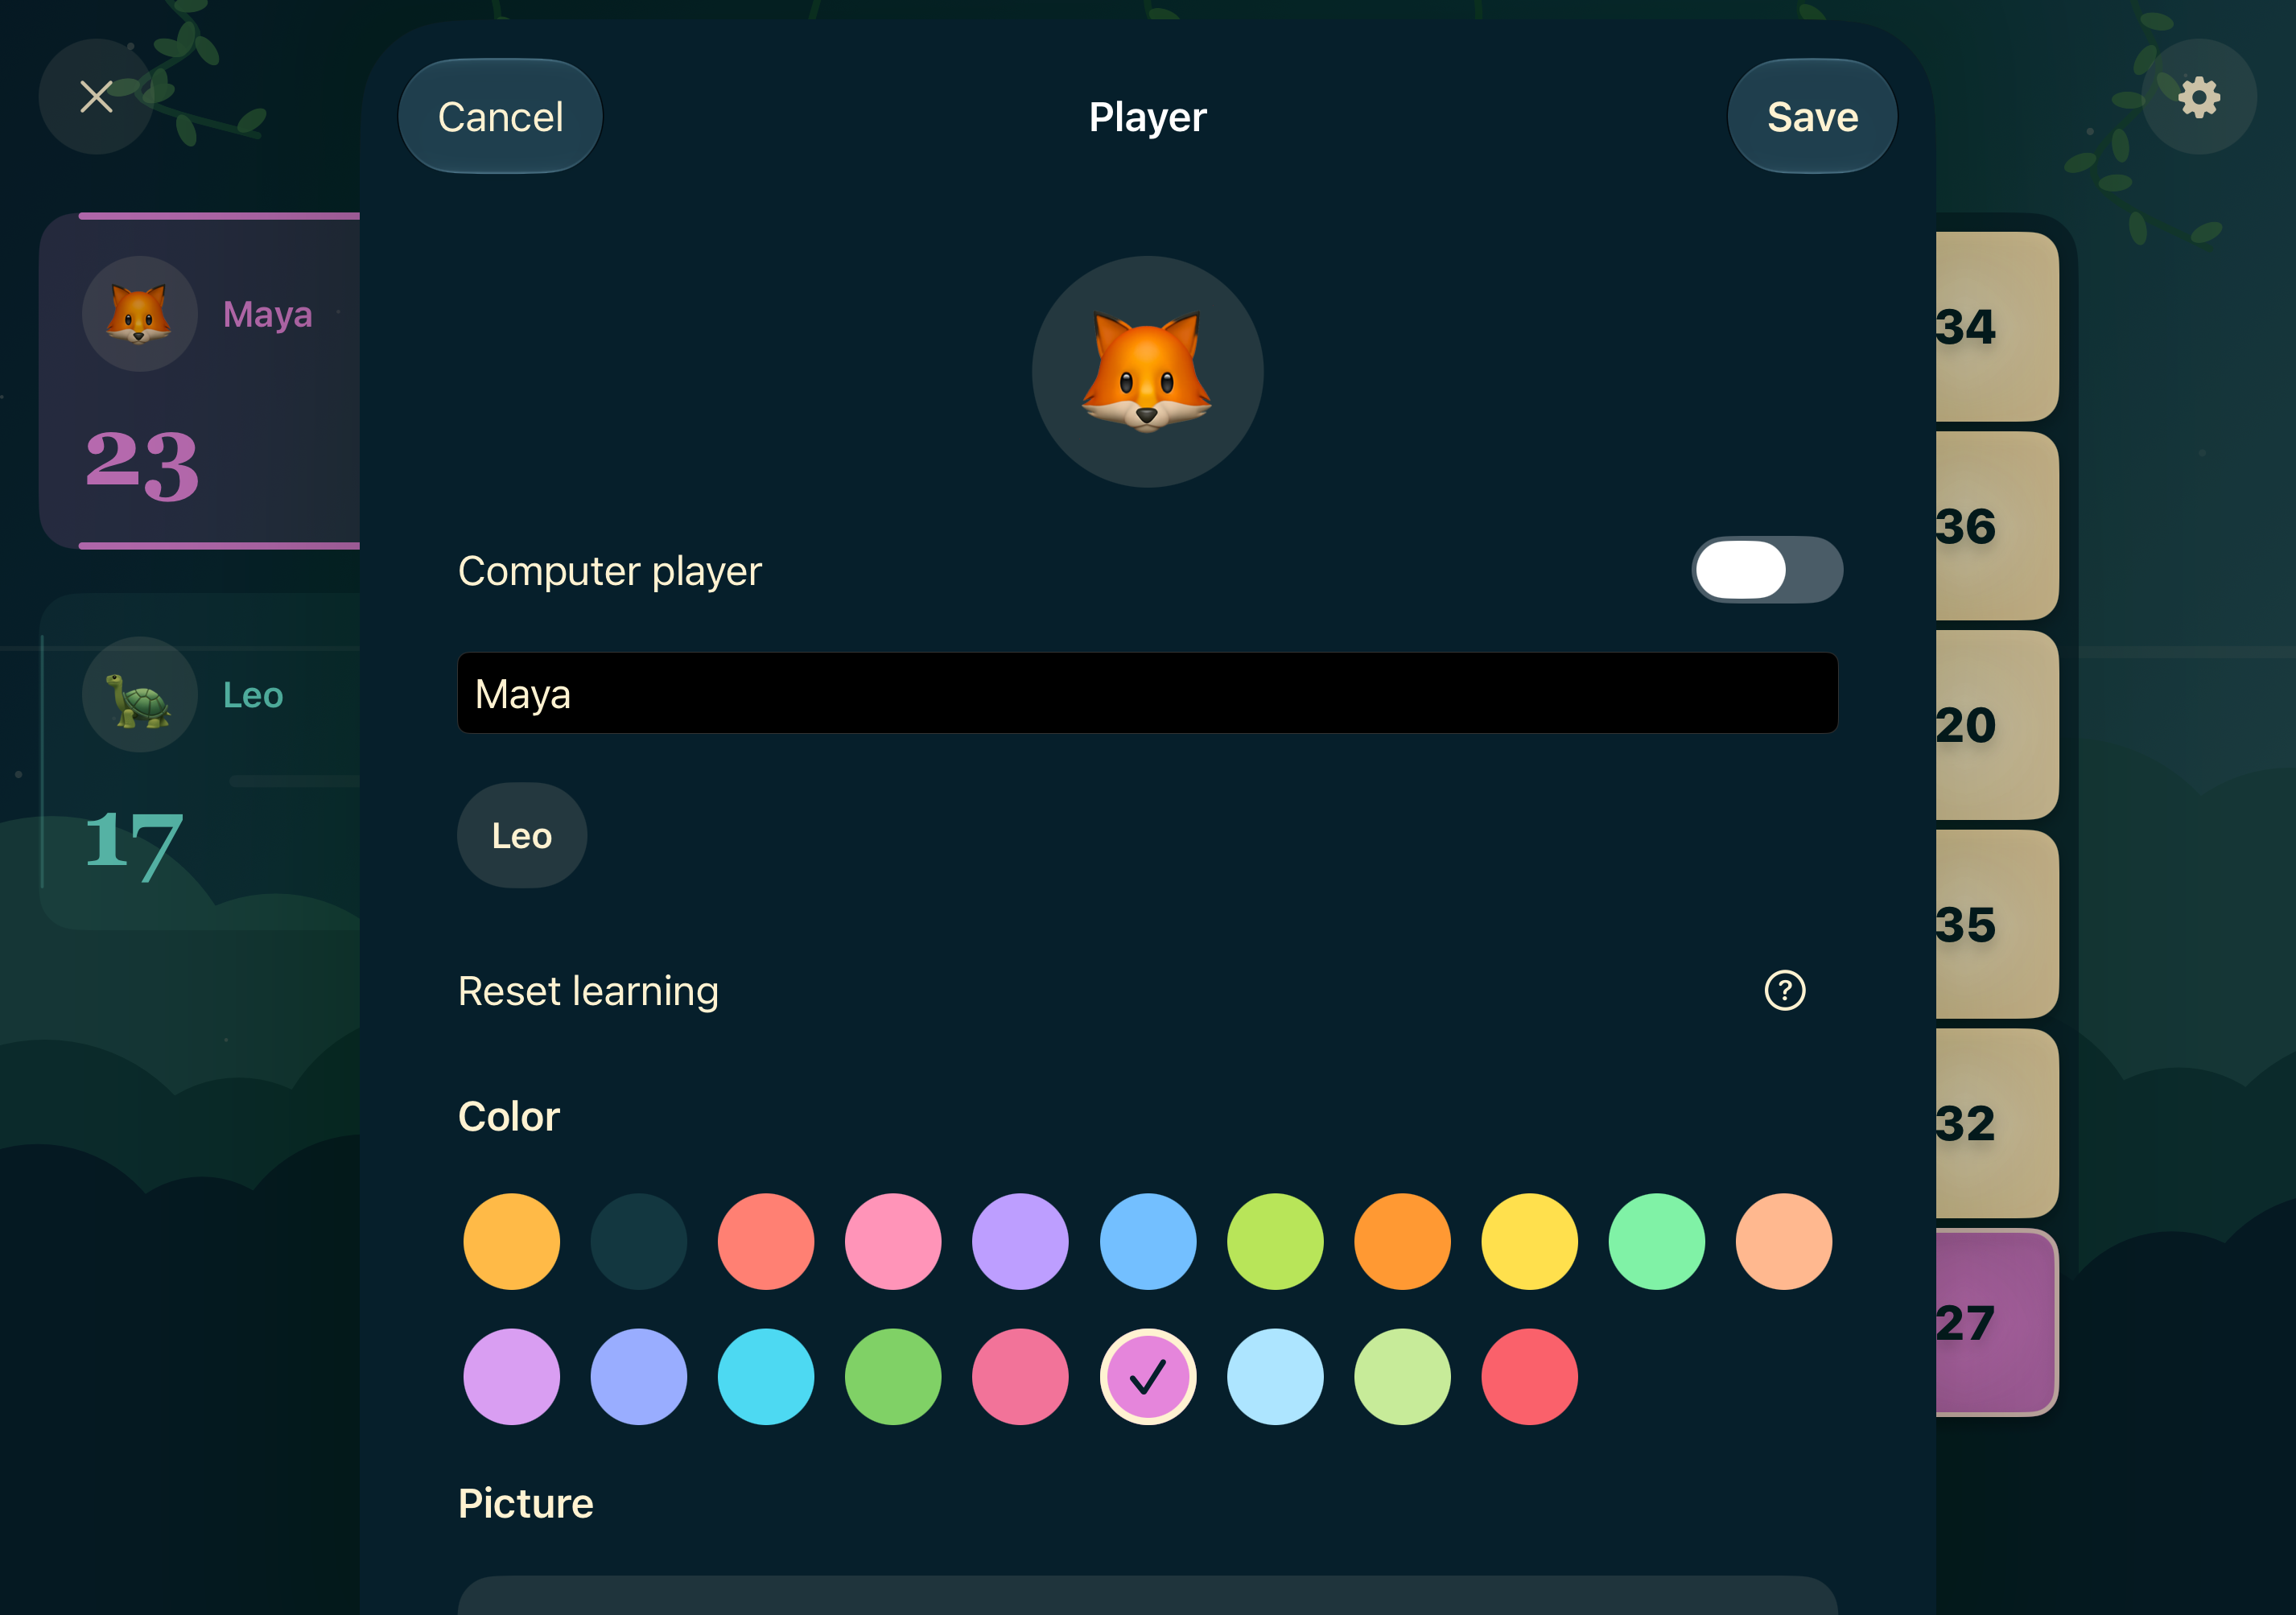 Cancel
Player
Save
Maya
23
Leo
17
Computer player
Maya
Leo
Reset learning
?
Color
Picture
34
36
20
35
32
27